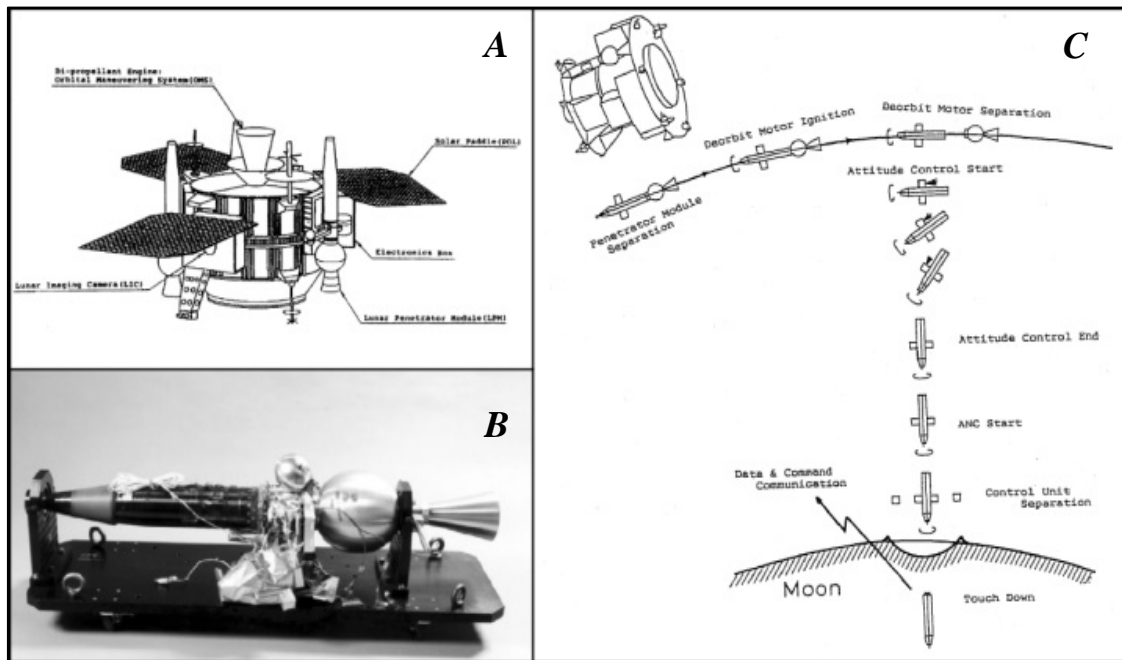 A
Bi-propellant Engine:
Orbital Maneuvering System(OMS)
Solar Paddle(SOL)
Electronics Box
Lunar Imaging Camera(LIC)
Lunar Penetrator Module(LPM)
B
C
Deorbit Motor Separation
Deorbit Motor Ignition
Penetrator Module
Separation
Attitude Control Start
Attitude Control End
ANC Start
Data & Command
Communication
Control Unit
Separation
Moon
Touch Down